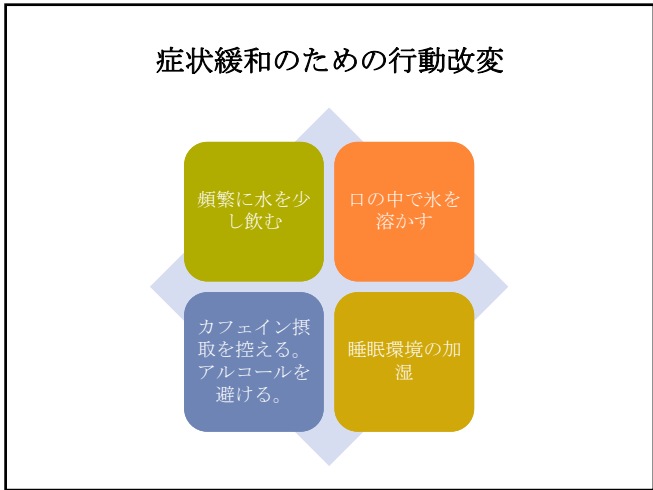 症状緩和のための行動改変
頻繁に水を少
し飲む
口の中で氷を
溶かす
カフェイン摂
取を控える。
アルコールを
避ける。
睡眠環境の加
湿